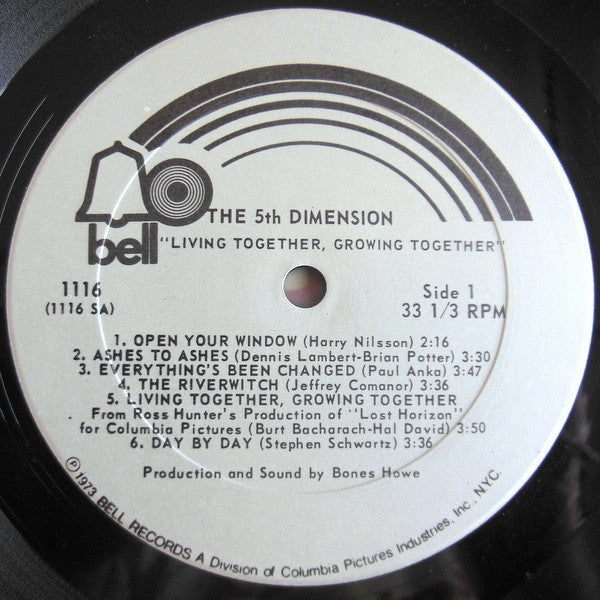 bell
THE 5th DIMENSION
"LIVING TOGETHER, GROWING TOGETHER"
1116
(1116 SA)
Side 1
33 1/3 RPM
1. OPEN YOUR WINDOW (Harry Nilsson) 2:16
2. ASHES TO ASHES (Dennis Lambert-Brian Potter) 3:30
3. EVERYTHING'S BEEN CHANGED (Paul Anka) 3:47
4. THE RIVERWITCH (Jeffrey Comanor) 3:36
5. LIVING TOGETHER, GROWING TOGETHER
From Ross Hunter's Production of "Lost Horizon"
for Columbia Pictures (Burt Bacharach-Hal David) 3:50
6. DAY BY DAY (Stephen Schwartz) 3:36
Production and Sound by Bones Howe
℗1973 BELL RECORDS A Division of Columbia Pictures Industries, Inc., N.Y.C.